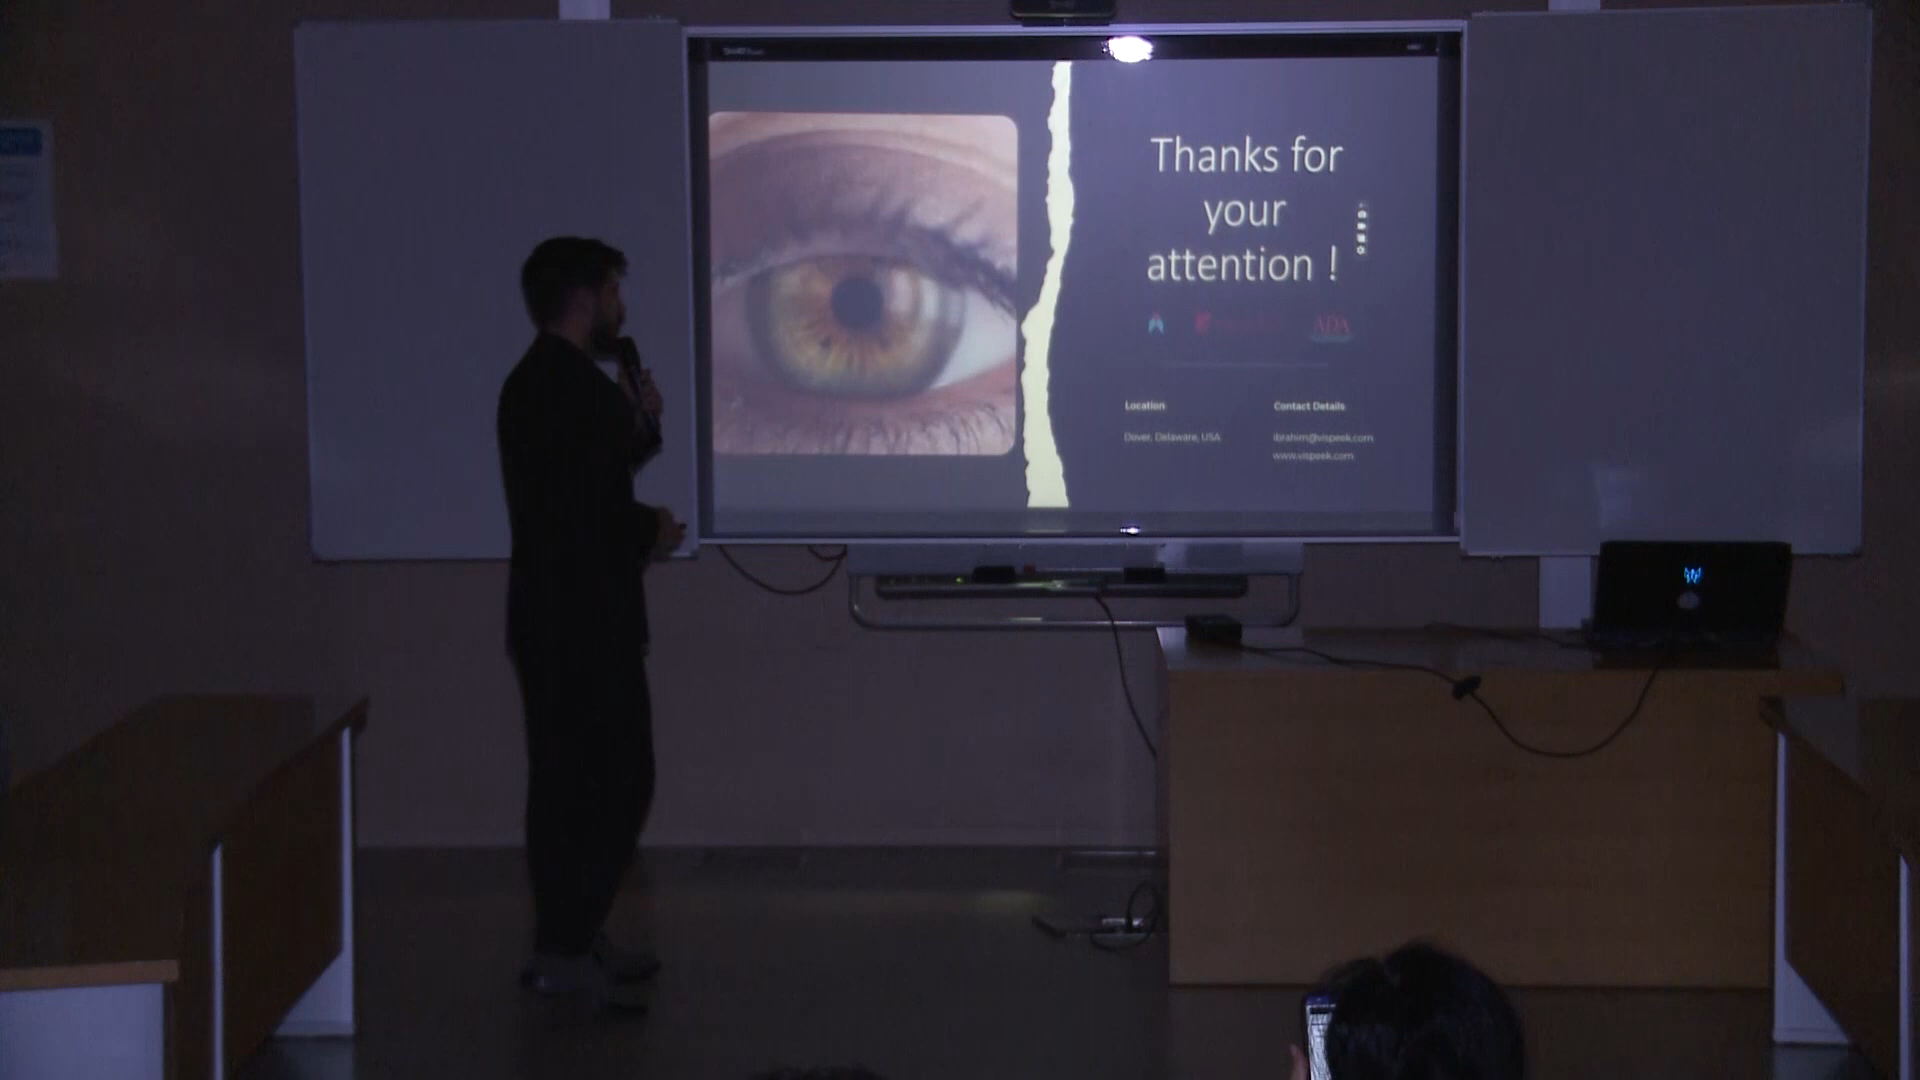 Thanks for
your
attention !
ADA
Location
Contact Details
Dover, Delaware, USA
ibrahim@vispeek.com
www.vispeek.com